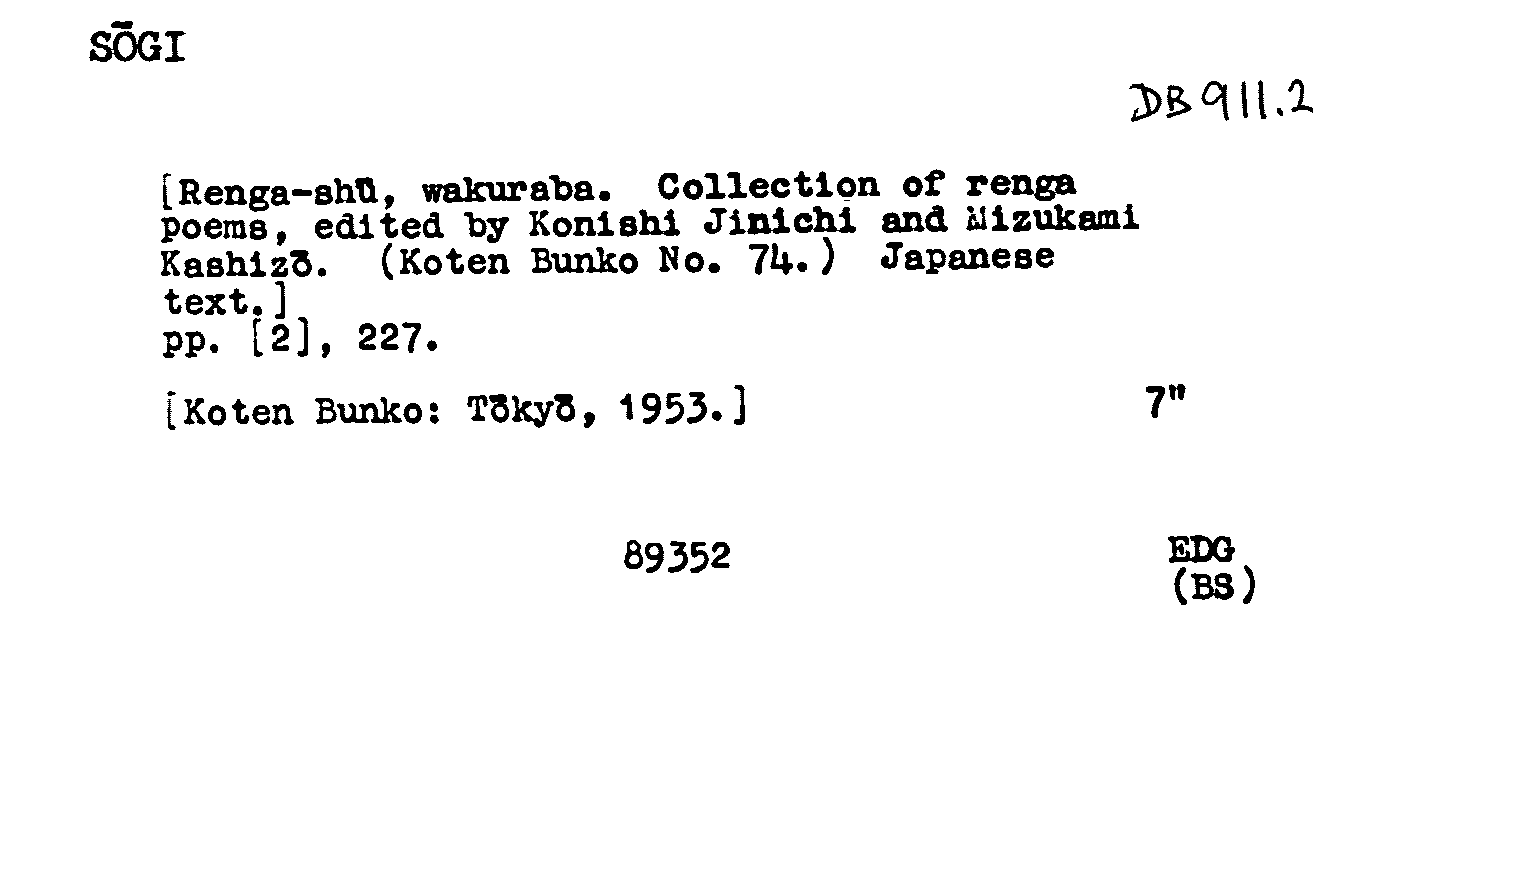 SŌGI
DB 911.2
[Renga-shū, wakuraba.  Collection of renga
poems, edited by Konishi Jinichi and Mizukami
Kashizō.  (Koten Bunko No. 74.)  Japanese
text.]
pp. [2], 227.
[Koten Bunko: Tōkyō, 1953.]  7"
89352  EDG
(BS)